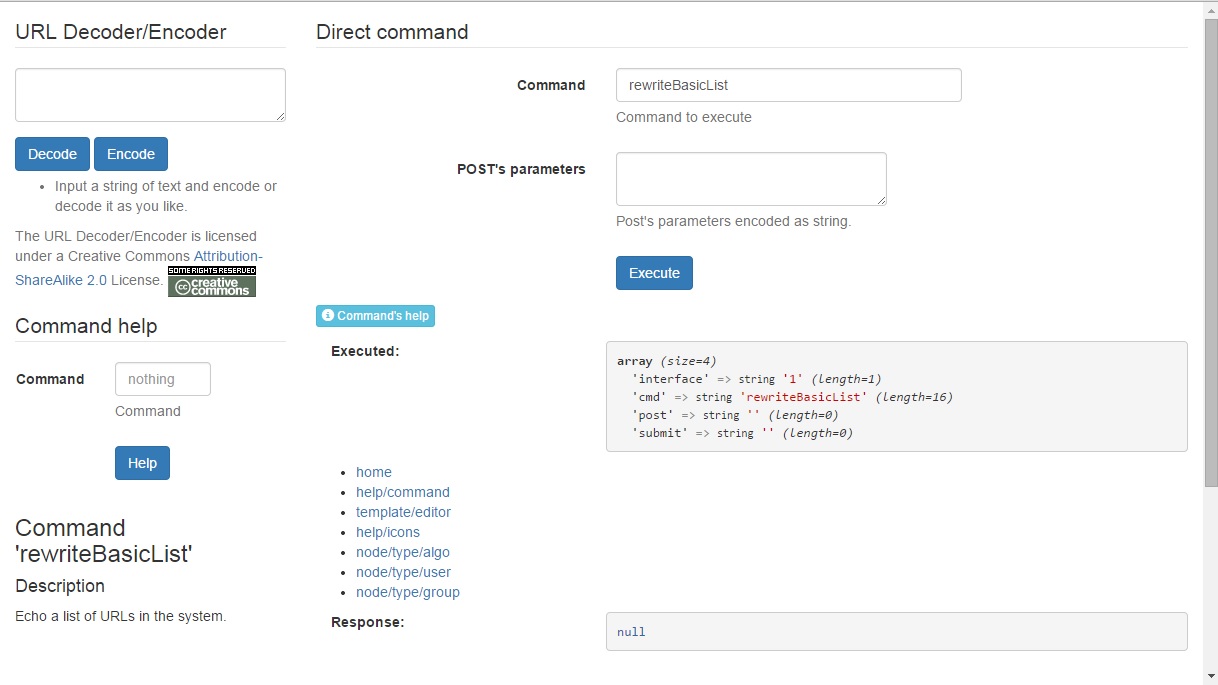 URL Decoder/Encoder
Decode Encode
Input a string of text and encode or
decode it as you like.
The URL Decoder/Encoder is licensed
under a Creative Commons Attribution-
ShareAlike 2.0 License.
SOME RIGHTS RESERVED
cc creative
commons
Command help
Command nothing
Command
Help
Command
'rewriteBasicList'
Description
Echo a list of URLs in the system.
Direct command
Command rewriteBasicList
Command to execute
POST's parameters
Post's parameters encoded as string.
Execute
Command's help
Executed:
array (size=4)
'interface' => string '1' (length=1)
'cmd' => string 'rewriteBasicList' (length=16)
'post' => string '' (length=0)
'submit' => string '' (length=0)
home
help/command
template/editor
help/icons
node/type/algo
node/type/user
node/type/group
Response: null